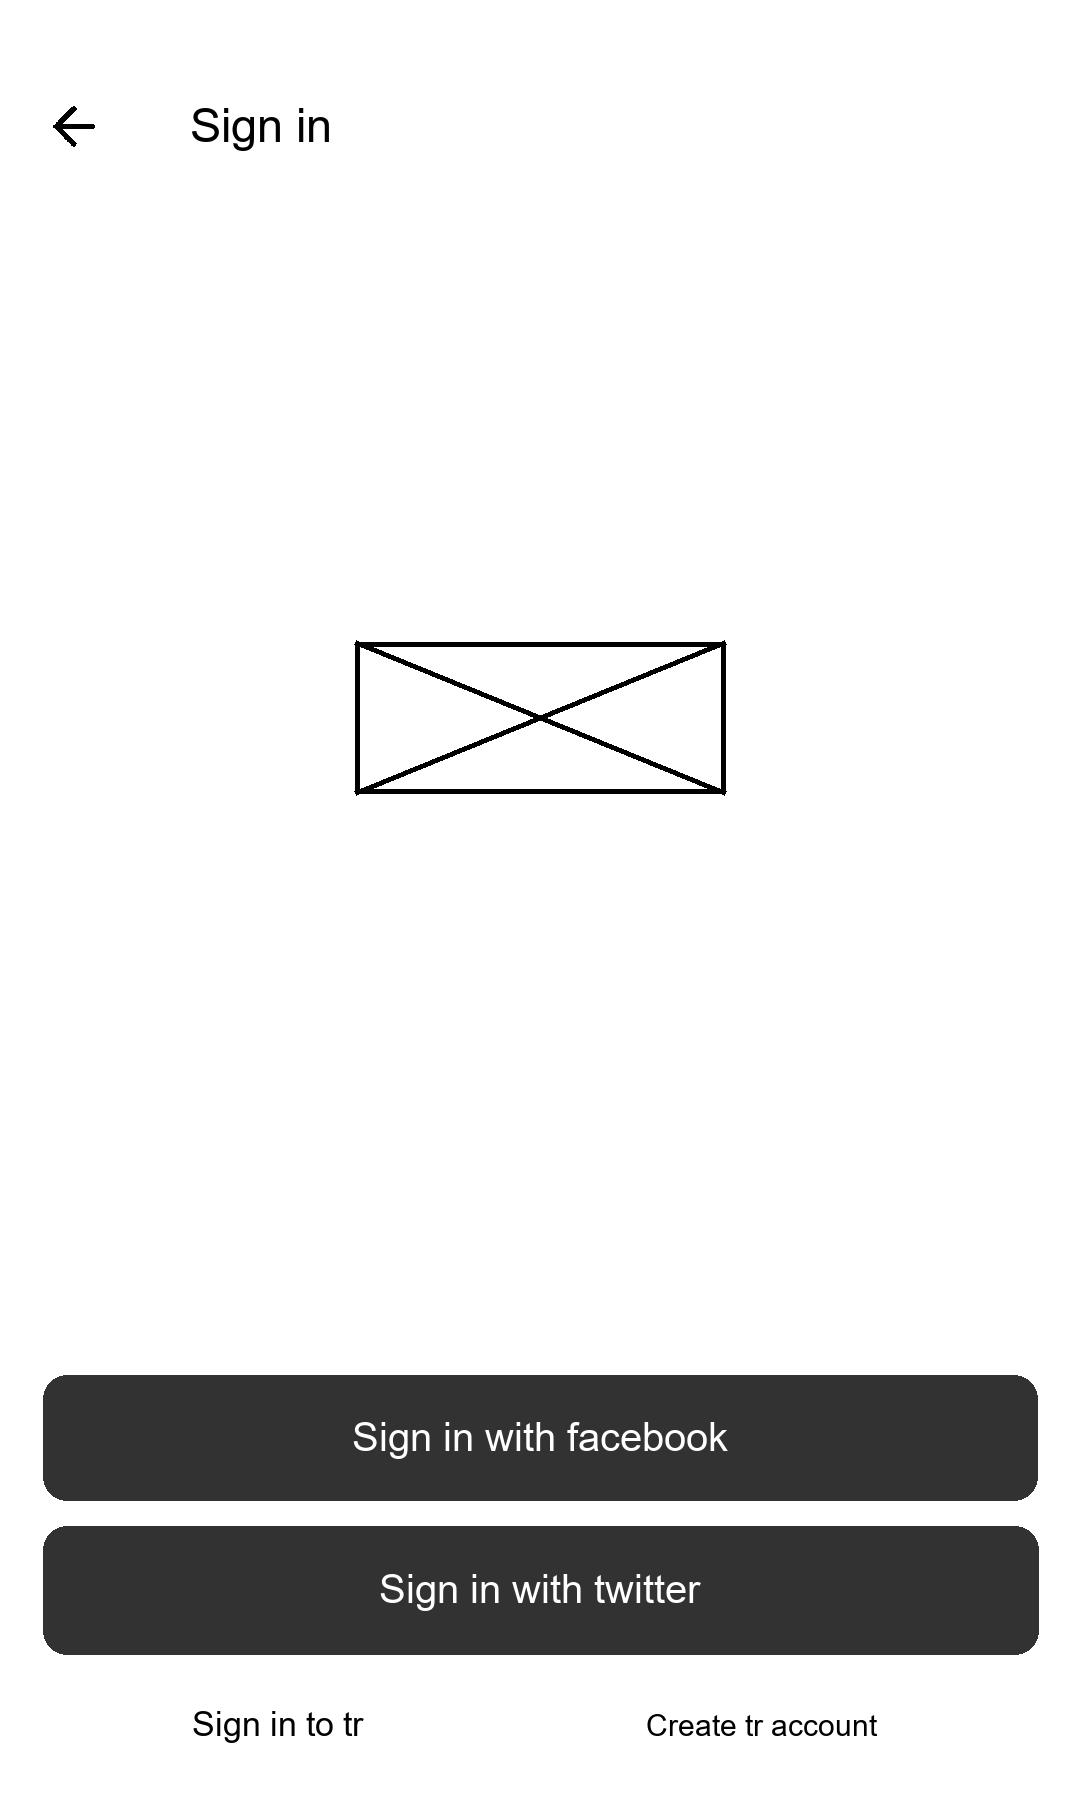 Sign in
Sign in with facebook
Sign in with twitter
Sign in to tr
Create tr account